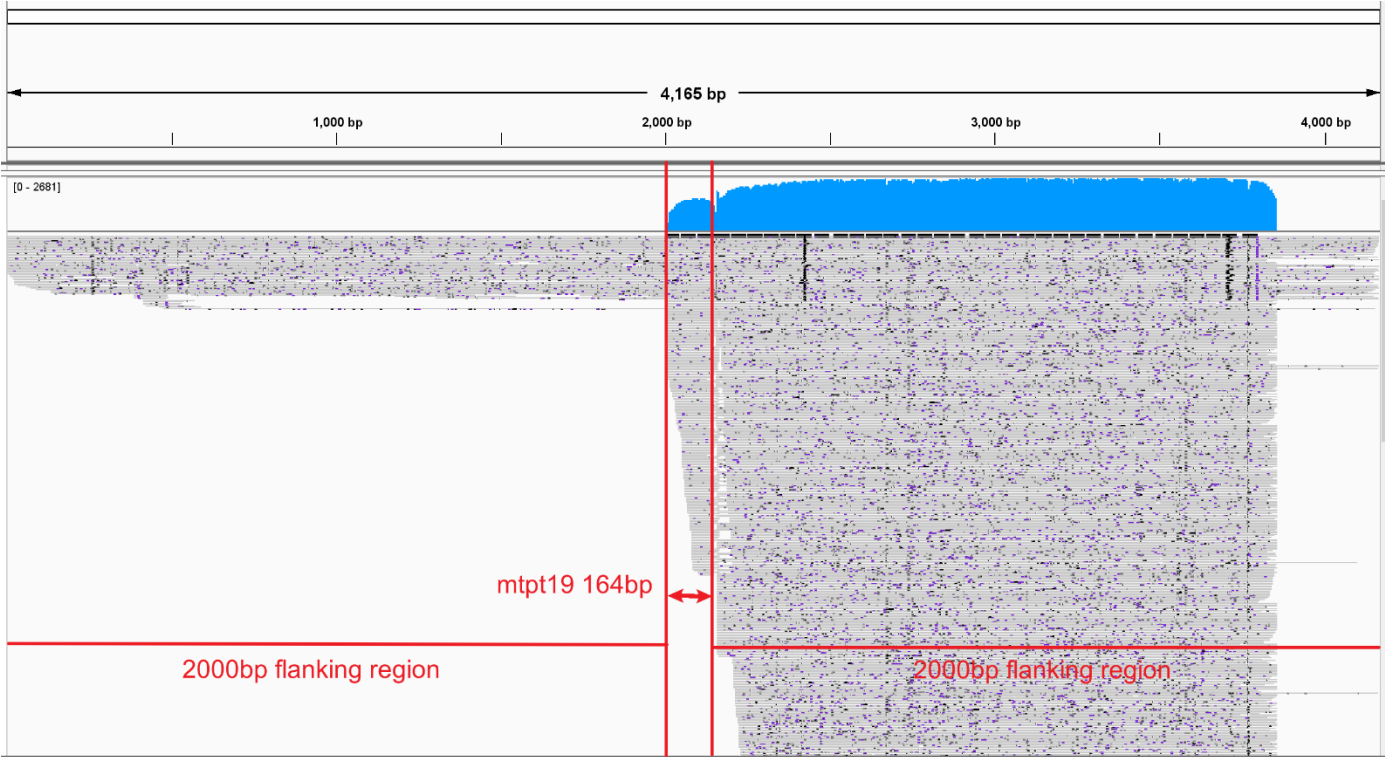 4,165 bp
1,000 bp 2,000 bp 3,000 bp 4,000 bp
[0 - 2681]
mtpt19 164bp
2000bp flanking region 2000bp flanking region